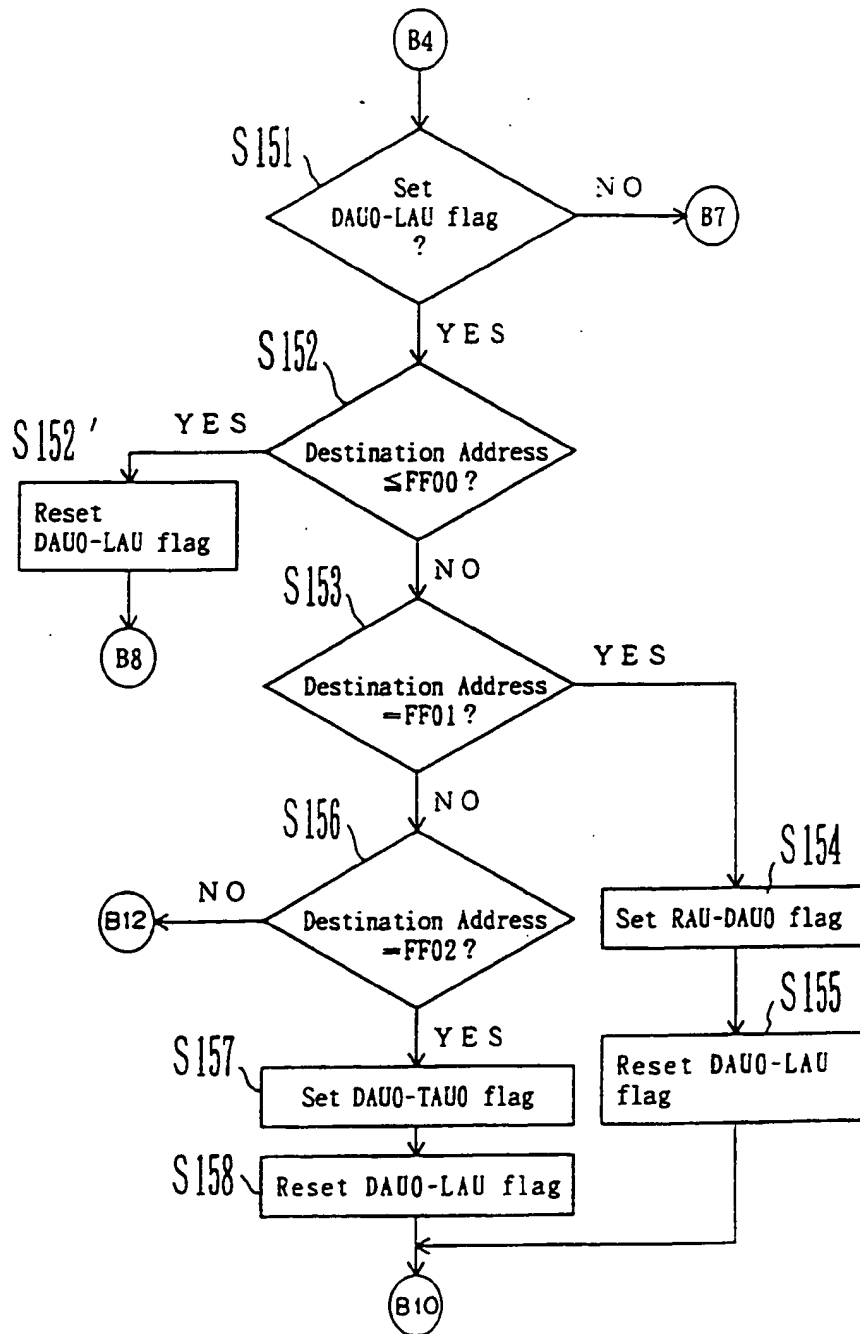 B4
S151
Set
DAU0-LAU flag
?
NO
B7
YES
S152
Destination Address
≦FF00?
YES
S152'
Reset
DAU0-LAU flag
B8
NO
S153
Destination Address
=FF01?
YES
NO
S156
Destination Address
=FF02?
NO
B12
S154
Set RAU-DAU0 flag
S155
Reset DAU0-LAU
flag
YES
S157
Set DAU0-TAU0 flag
S158
Reset DAU0-LAU flag
B10